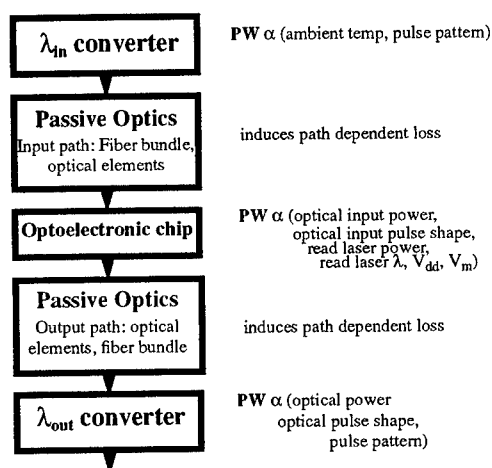 λin converter
PW α (ambient temp, pulse pattern)
Passive Optics
Input path: Fiber bundle,
optical elements
induces path dependent loss
Optoelectronic chip
PW α (optical input power,
optical input pulse shape,
read laser power,
read laser λ, Vdd, Vm)
Passive Optics
Output path: optical
elements, fiber bundle
induces path dependent loss
λout converter
PW α (optical power
optical pulse shape,
pulse pattern)